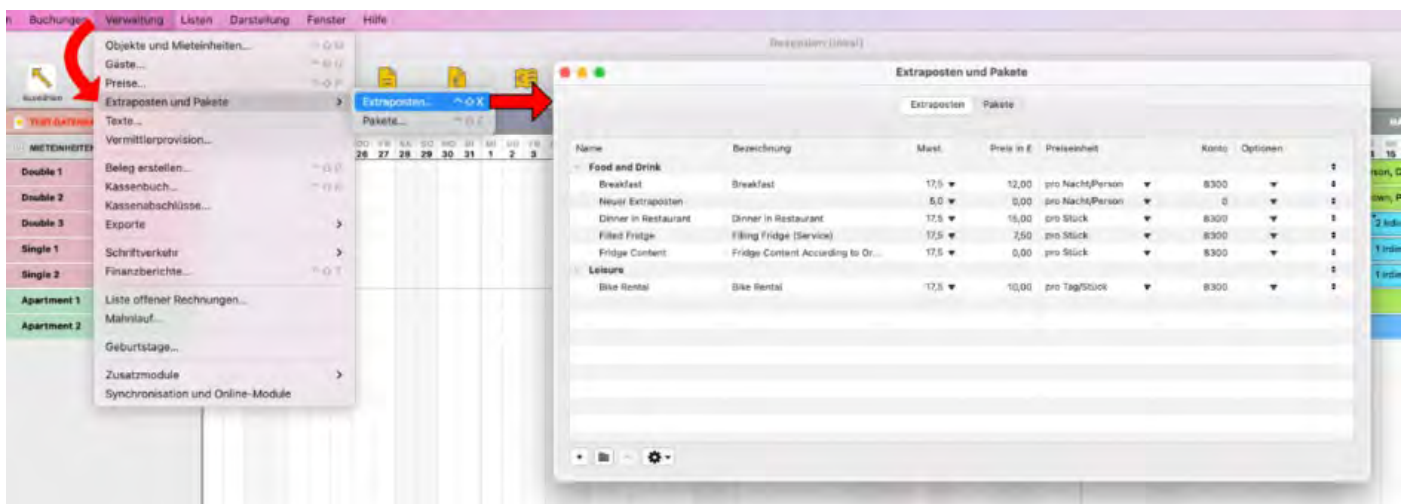 Buchungen Verwaltung Listen Darstellung Fenster Hilfe
Objekte und Mieteinheiten...
Gäste...
Preise...
Extraposten und Pakete
Texte...
Vermittlerprovision...
Beleg erstellen...
Kassenbuch...
Kassenabschlüsse...
Exporte
Schriftverkehr
Finanzberichte...
Liste offener Rechnungen...
Mahnlauf...
Geburtstage...
Zusatzmodule
Synchronisation und Online-Module
Extraposten...
Pakete...
MIETEINHEITEN
26 27 28 29 30 31 1 2 3
Double 1
Double 2
Double 3
Single 1
Single 2
Apartment 1
Apartment 2
Extraposten und Pakete
Extraposten Pakete
Name Bezeichnung Mwst. Preis in £ Preiseinheit Konto Optionen
Food and Drink
Breakfast Breakfast 17,5 12,00 pro Nacht/Person 8300
Neuer Extraposten 5,0 0,00 pro Nacht/Person 0
Dinner in Restaurant Dinner in Restaurant 17,5 15,00 pro Stück 8300
Filled Fridge Filling Fridge (Service) 17,5 7,50 pro Stück 8300
Fridge Content Fridge Content According to Or... 17,5 0,00 pro Stück 8300
Leisure
Bike Rental Bike Rental 17,5 10,00 pro Tag/Stück 8300
15